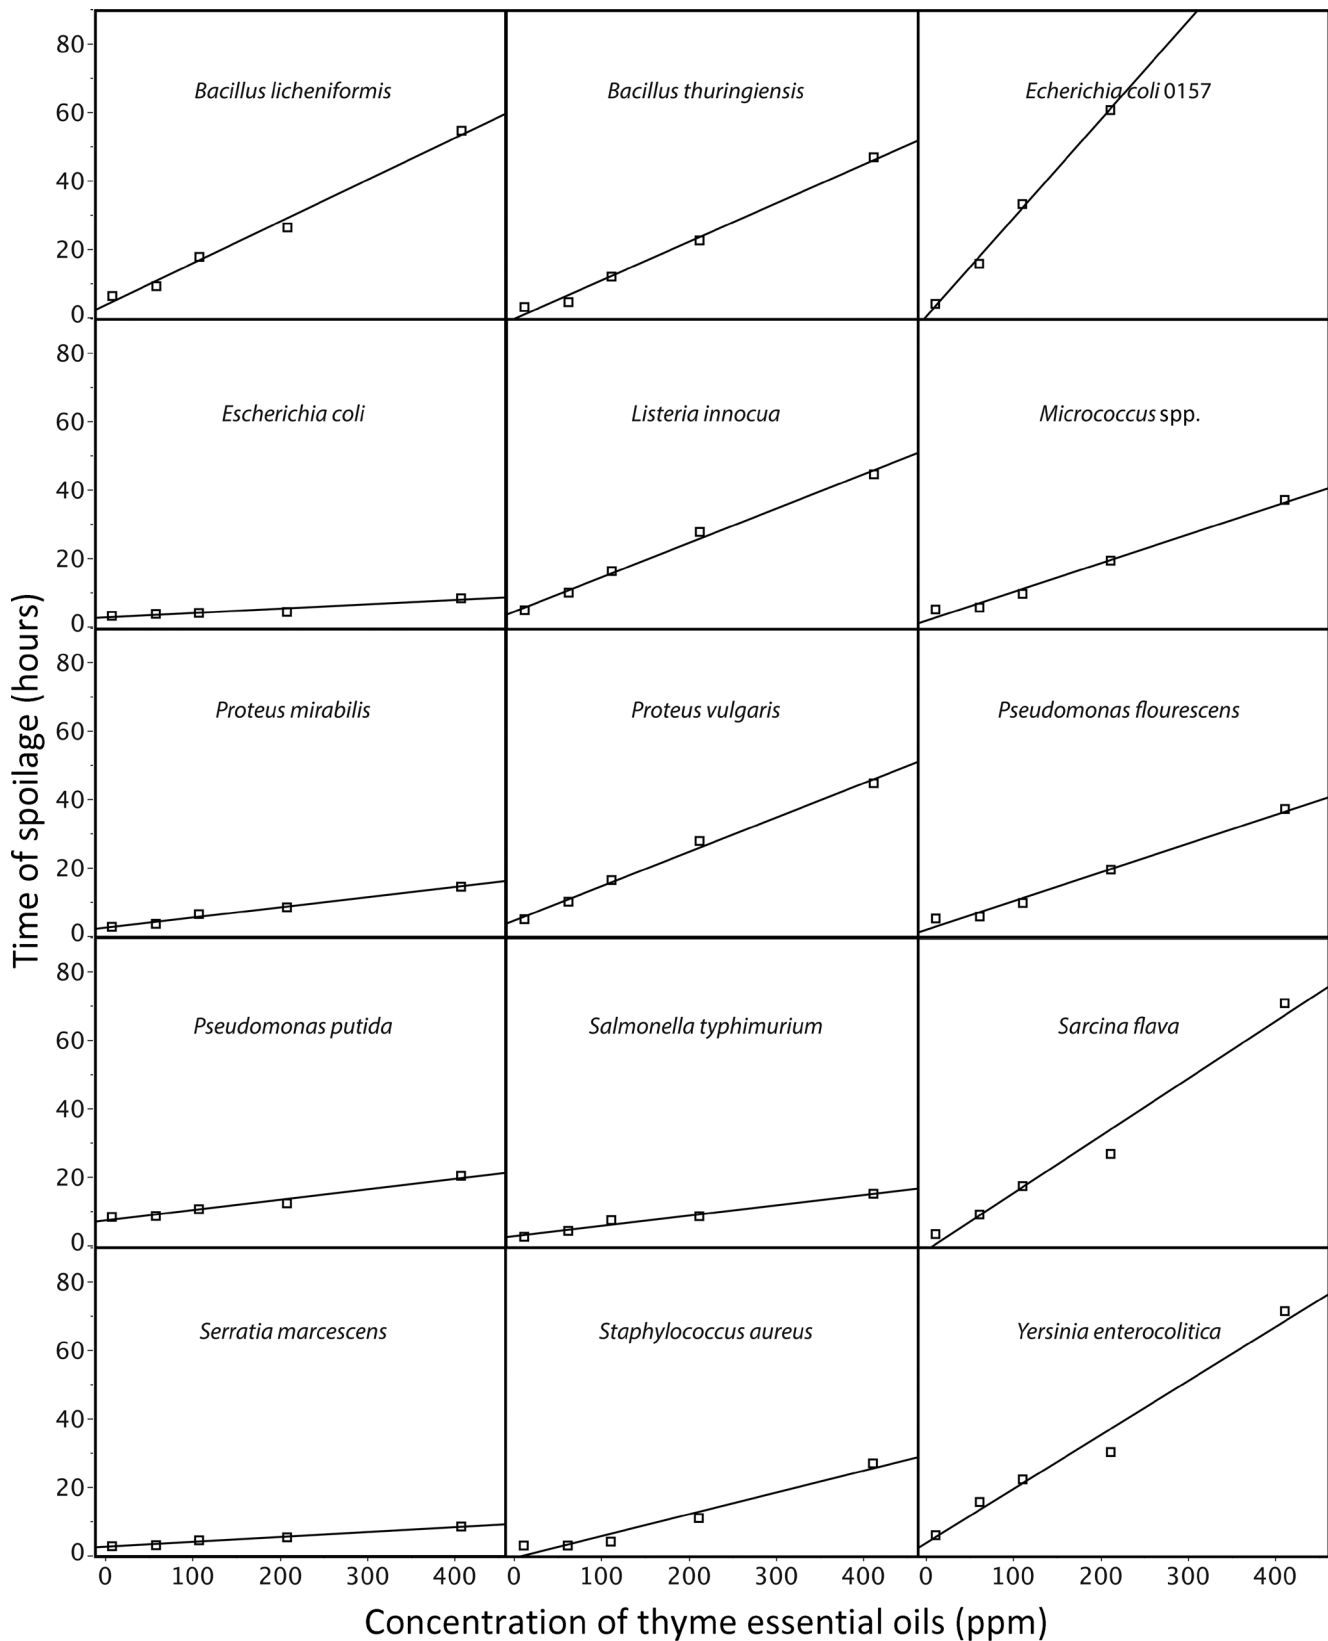 Time of spoilage (hours)
80
Bacillus licheniformis
Bacillus thuringiensis
Echerichia coli 0157
60
40
20
0
80
Escherichia coli
Listeria innocua
Micrococcus spp.
60
40
20
0
80
Proteus mirabilis
Proteus vulgaris
Pseudomonas flourescens
60
40
20
0
80
Pseudomonas putida
Salmonella typhimurium
Sarcina flava
60
40
20
0
80
Serratia marcescens
Staphylococcus aureus
Yersinia enterocolitica
60
40
20
0
0 100 200 300 400 0 100 200 300 400 0 100 200 300 400
Concentration of thyme essential oils (ppm)